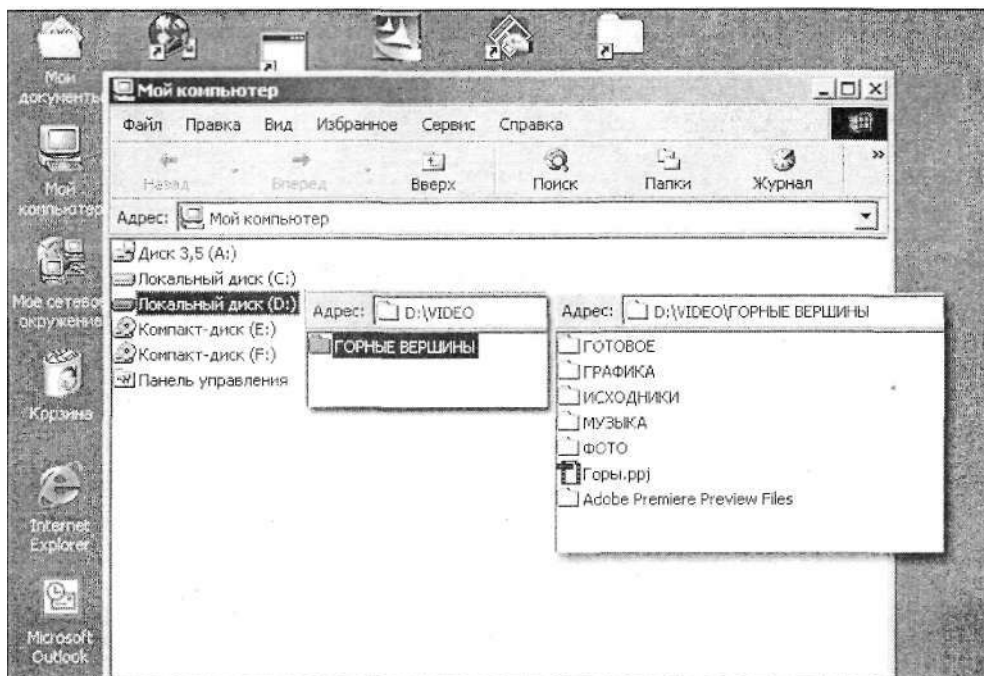 Мои
документы
Мой
компьютер
Мое сетевое
окружение
Корзина
Internet
Explorer
Microsoft
Outlook
Мой компьютер
Файл Правка Вид Избранное Сервис Справка
Назад Вперед Вверх Поиск Папки Журнал »
Адрес: Мой компьютер
Диск 3,5 (A:)
Локальный диск (C:)
Локальный диск (D:)
Компакт-диск (E:)
Компакт-диск (F:)
Панель управления
Адрес: D:\VIDEO
ГОРНЫЕ ВЕРШИНЫ
Адрес: D:\VIDEO\ГОРНЫЕ ВЕРШИНЫ
ГОТОВОЕ
ГРАФИКА
ИСХОДНИКИ
МУЗЫКА
ФОТО
Горы.ppj
Adobe Premiere Preview Files